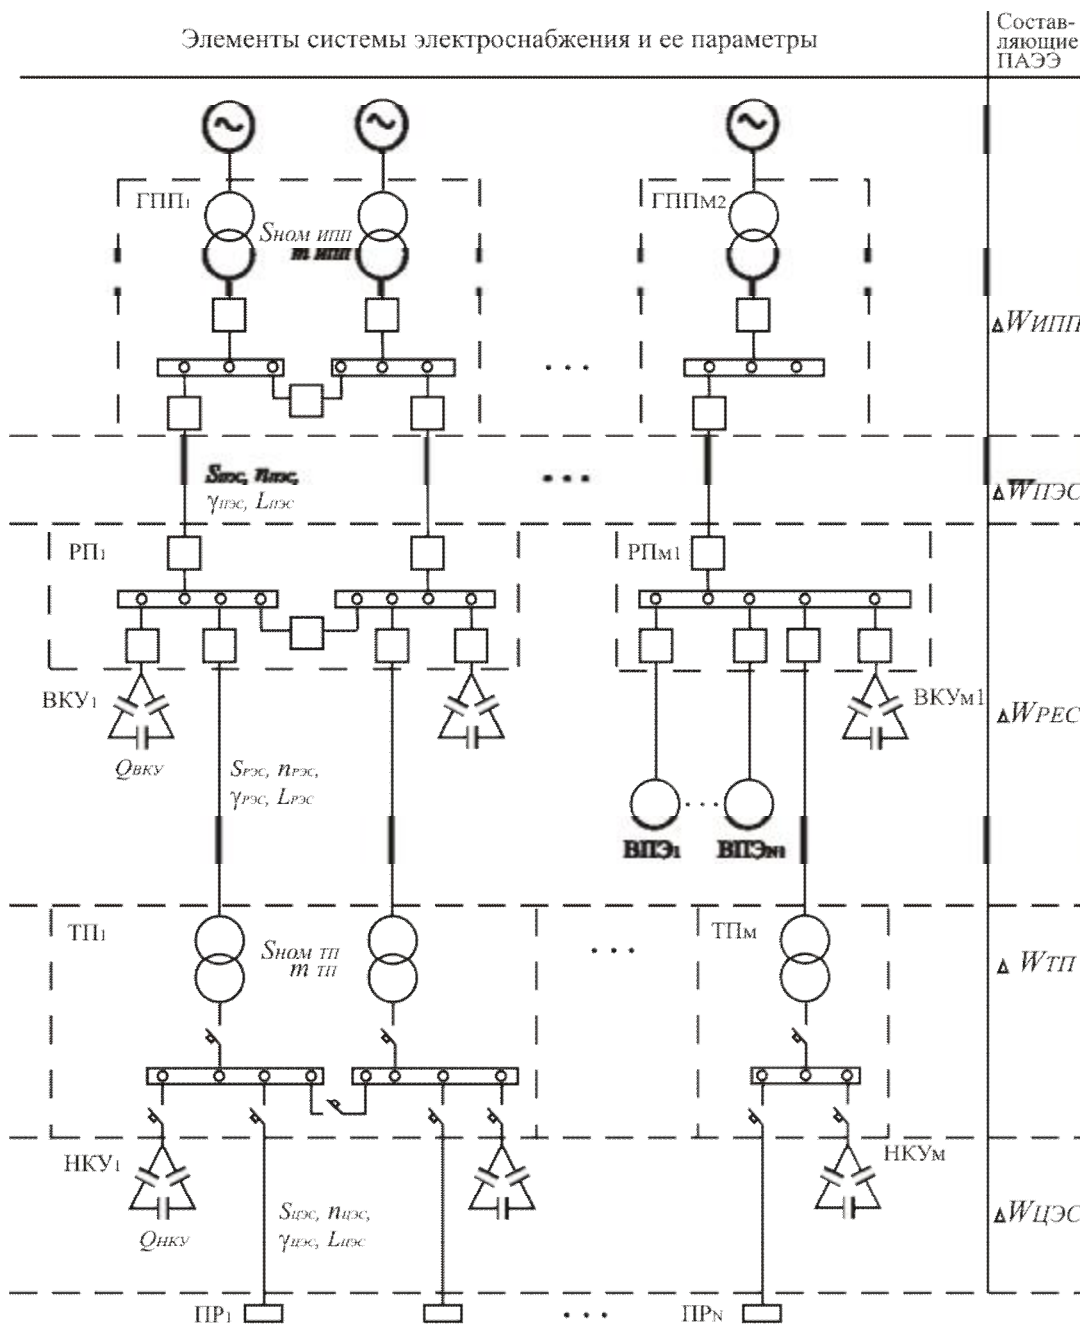 Элементы системы электроснабжения и ее параметры
Состав-
ляющие
ПАЭЭ
ГПП1
ГППМ2
Sном ИПП
m ИПП
ΔWИПП
...
Sпэс, nпэс,
γпэс, Lпэс
...
ΔWПЭС
РП1
РПМ1
ВКУ1
ВКУМ1
QВКУ
ΔWРЕС
Sрэс, nрэс,
γрэс, Lрэс
...
ВПЭ1
ВПЭN1
ТП1
ТПМ
Sном ТП
m ТП
...
Δ WТП
НКУ1
НКУМ
QНКУ
Sцэс, nцэс,
γцэс, Lцэс
ΔWЦЭС
ПР1
...
ПРN